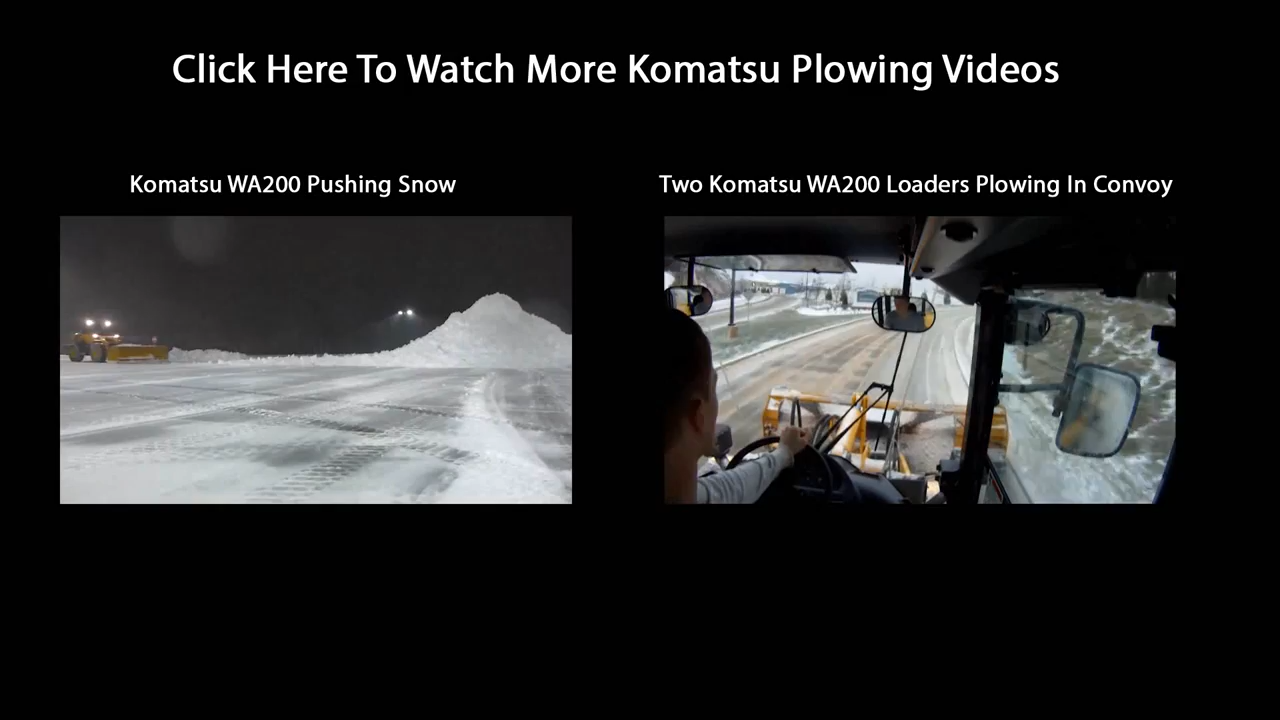 Click Here To Watch More Komatsu Plowing Videos
Komatsu WA200 Pushing Snow
Two Komatsu WA200 Loaders Plowing In Convoy